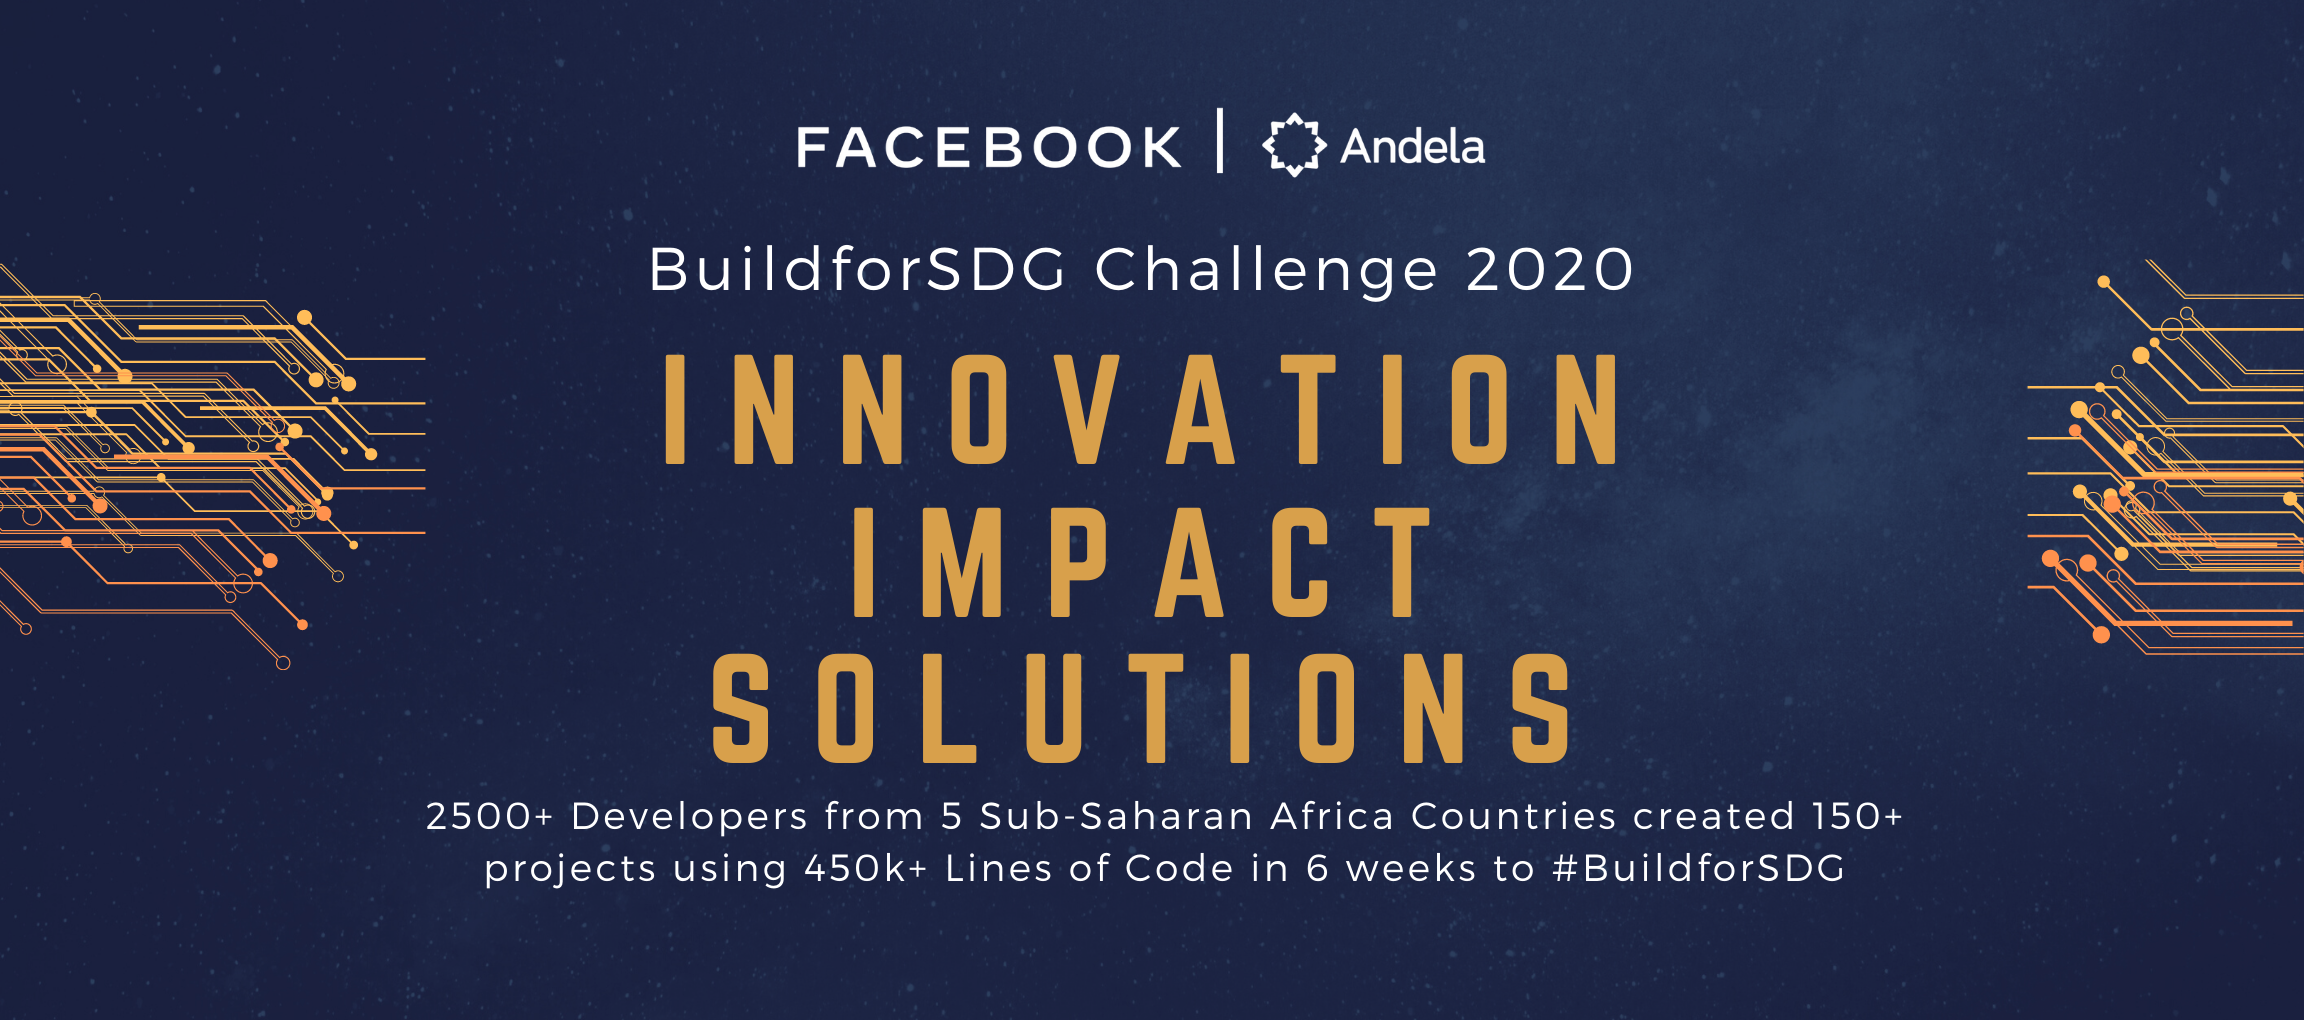 FACEBOOK | Andela
BuildforSDG Challenge 2020
INNOVATION
IMPACT
SOLUTIONS
2500+ Developers from 5 Sub-Saharan Africa Countries created 150+
projects using 450k+ Lines of Code in 6 weeks to #BuildforSDG